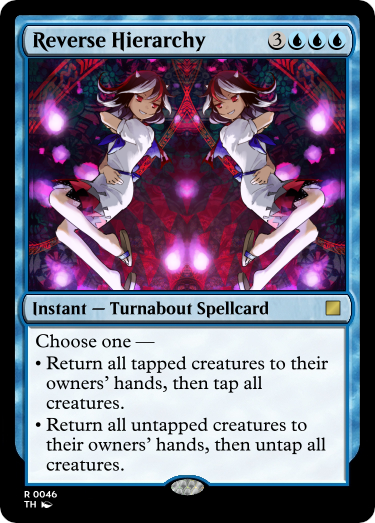 Reverse Hierarchy 3
Instant — Turnabout Spellcard
Choose one —
• Return all tapped creatures to their
owners' hands, then tap all
creatures.
• Return all untapped creatures to
their owners' hands, then untap all
creatures.
R 0046
TH